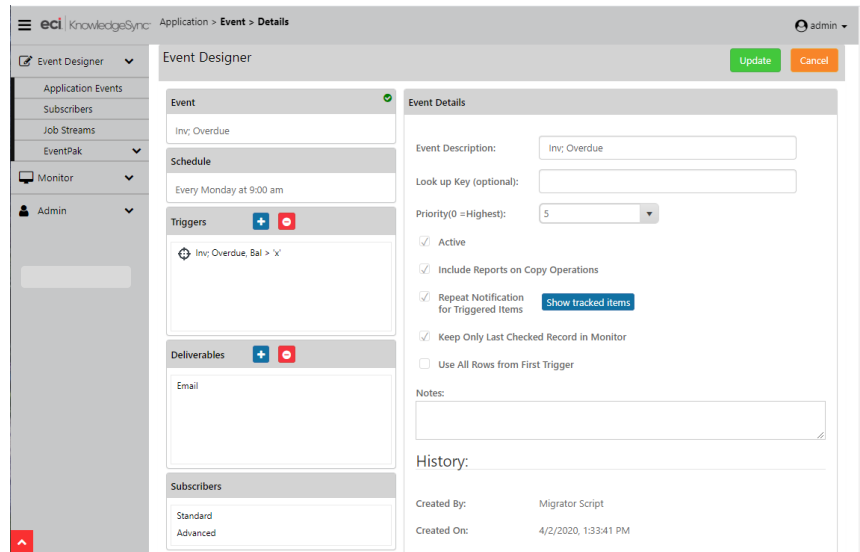 eci KnowledgeSync
Application > Event > Details
admin
Event Designer
Application Events
Subscribers
Job Streams
EventPak
Monitor
Admin
Event Designer
Update
Cancel
Event
Inv; Overdue
Schedule
Every Monday at 9:00 am
Triggers
Inv; Overdue, Bal > 'x'
Deliverables
Email
Subscribers
Standard
Advanced
Event Details
Event Description:
Inv; Overdue
Look up Key (optional):
Priority(0 =Highest):
5
Active
Include Reports on Copy Operations
Repeat Notification
for Triggered Items
Show tracked items
Keep Only Last Checked Record in Monitor
Use All Rows from First Trigger
Notes:
History:
Created By:
Migrator Script
Created On:
4/2/2020, 1:33:41 PM